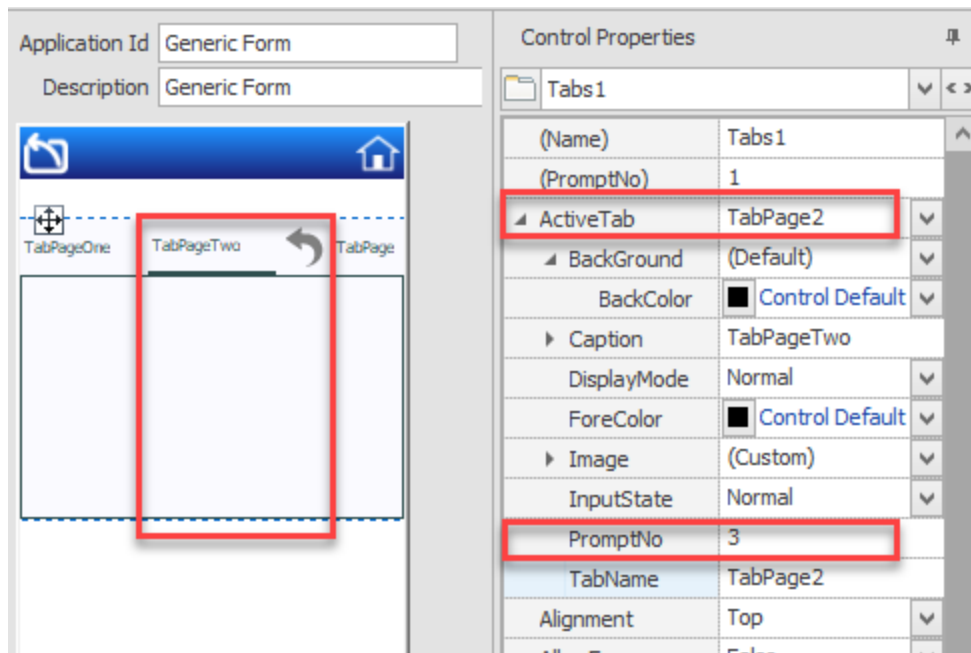 Application Id Generic Form
Description Generic Form
TabPageOne TabPageTwo TabPage
Control Properties
Tabs1
(Name) Tabs1
(PromptNo) 1
ActiveTab TabPage2
BackGround (Default)
BackColor Control Default
Caption TabPageTwo
DisplayMode Normal
ForeColor Control Default
Image (Custom)
InputState Normal
PromptNo 3
TabName TabPage2
Alignment Top